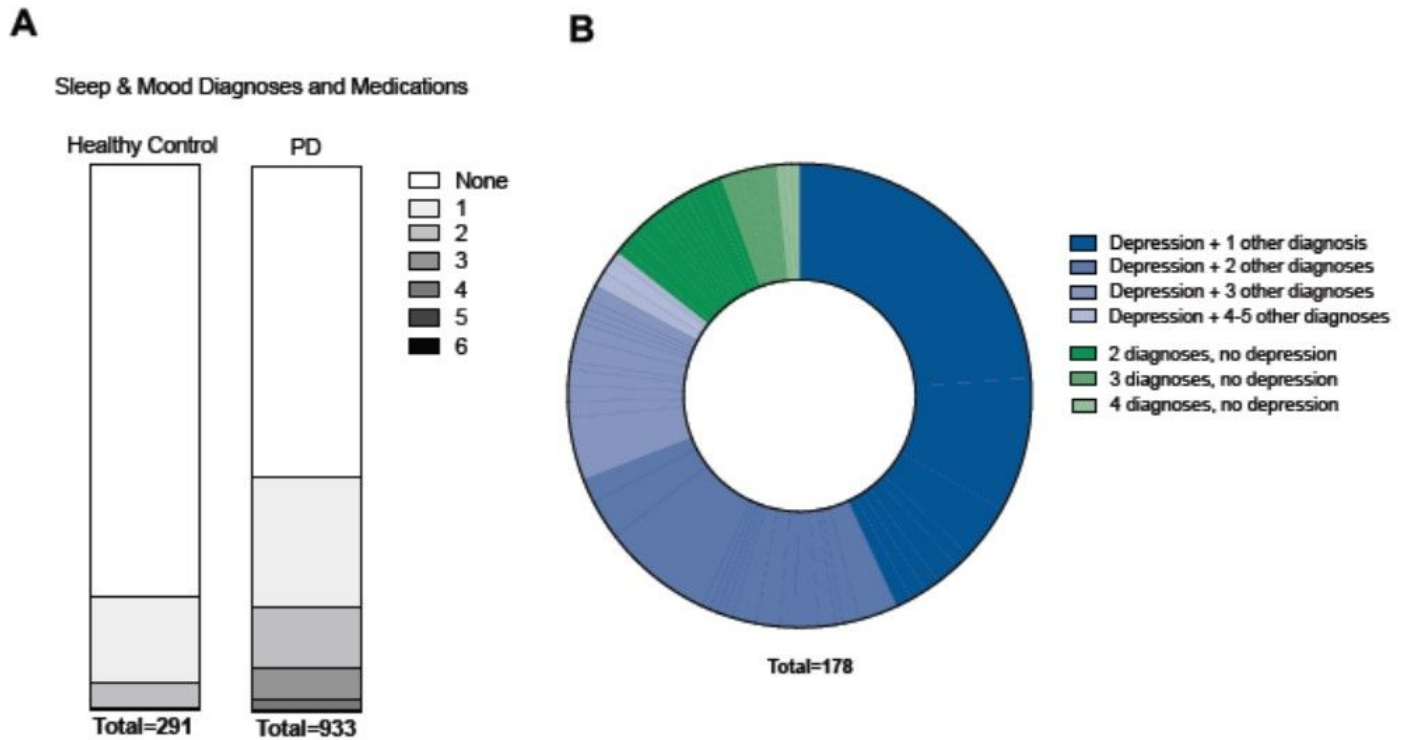 A
Sleep & Mood Diagnoses and Medications
Healthy Control
PD
None
1
2
3
4
5
6
Total=291
Total=933
B
Depression + 1 other diagnosis
Depression + 2 other diagnoses
Depression + 3 other diagnoses
Depression + 4-5 other diagnoses
2 diagnoses, no depression
3 diagnoses, no depression
4 diagnoses, no depression
Total=178